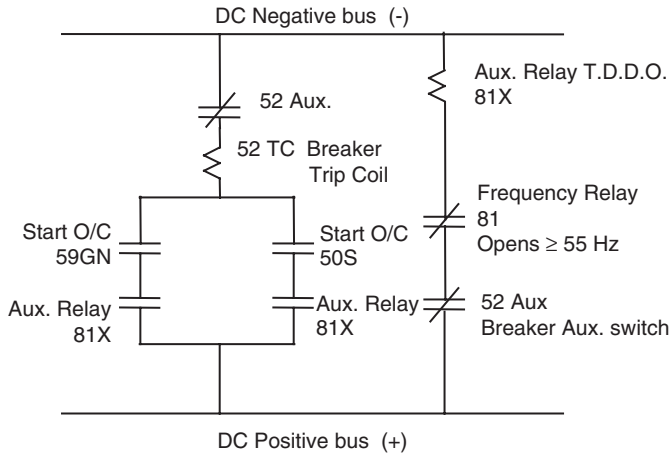 DC Negative bus (-)
52 Aux.
52 TC Breaker
Trip Coil
Start O/C
59GN
Aux. Relay
81X
Start O/C
50S
Aux. Relay
81X
Aux. Relay T.D.D.O.
81X
Frequency Relay
81
Opens ≥ 55 Hz
52 Aux
Breaker Aux. switch
DC Positive bus (+)